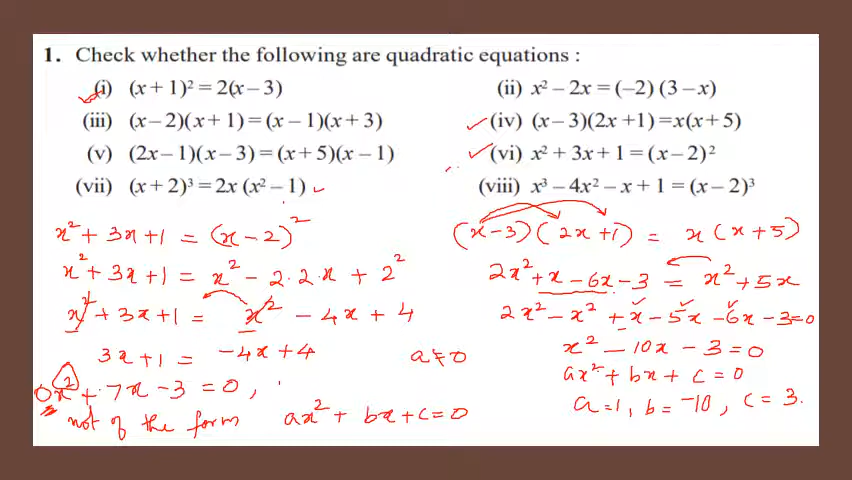 1. Check whether the following are quadratic equations :
(i) (x + 1)² = 2(x – 3)
(ii) x² – 2x = (–2) (3 – x)
(iii) (x – 2)(x + 1) = (x – 1)(x + 3)
(iv) (x – 3)(2x +1) = x(x + 5)
(v) (2x – 1)(x – 3) = (x + 5)(x – 1)
(vi) x² + 3x + 1 = (x – 2)²
(vii) (x + 2)³ = 2x (x² – 1)
(viii) x³ – 4x² – x + 1 = (x – 2)³
x² + 3x + 1 = (x - 2)²
x² + 3x + 1 = x² - 2·2·x + 2²
x² + 3x + 1 = x² - 4x + 4
3x + 1 = -4x + 4
a ≠ 0
0x² + 7x - 3 = 0,
not of the form ax² + bx + c = 0
(x - 3) (2x + 1) = x (x + 5)
2x² + x - 6x - 3 = x² + 5x
2x² - x² + x - 5x - 6x - 3 = 0
x² - 10x - 3 = 0
ax² + bx + c = 0
a = 1, b = -10, c = 3.